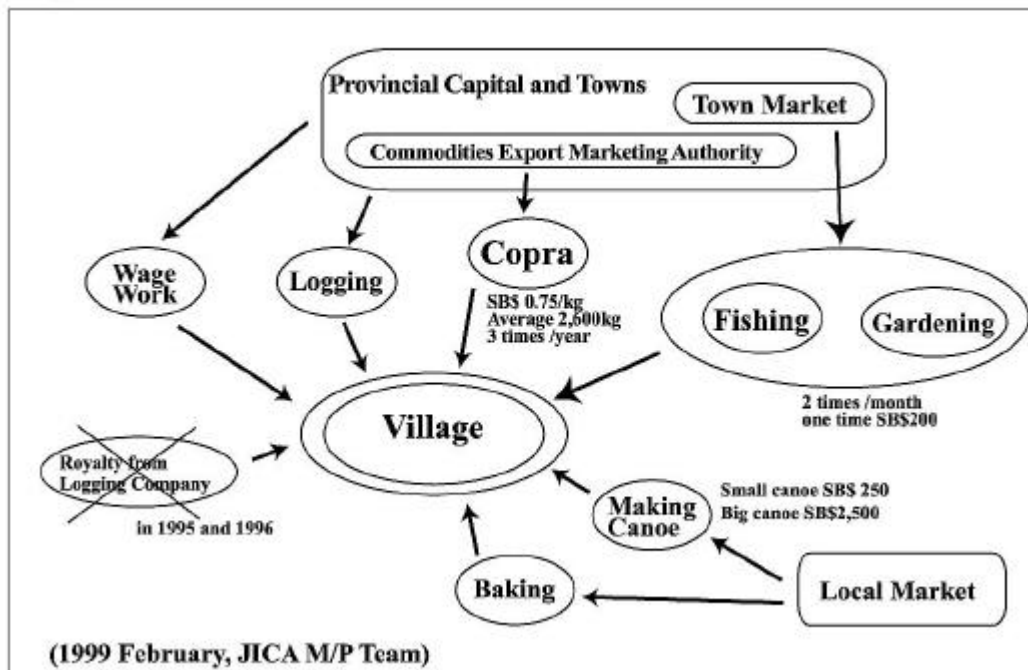 Provincial Capital and Towns
Town Market
Commodities Export Marketing Authority
Wage
Work
Logging
Copra
SB$ 0.75/kg
Average 2,600kg
3 times /year
Fishing
Gardening
2 times /month
one time SB$200
Village
Royalty from
Logging Company
in 1995 and 1996
Making
Canoe
Small canoe SB$ 250
Big canoe SB$2,500
Baking
Local Market
(1999 February, JICA M/P Team)